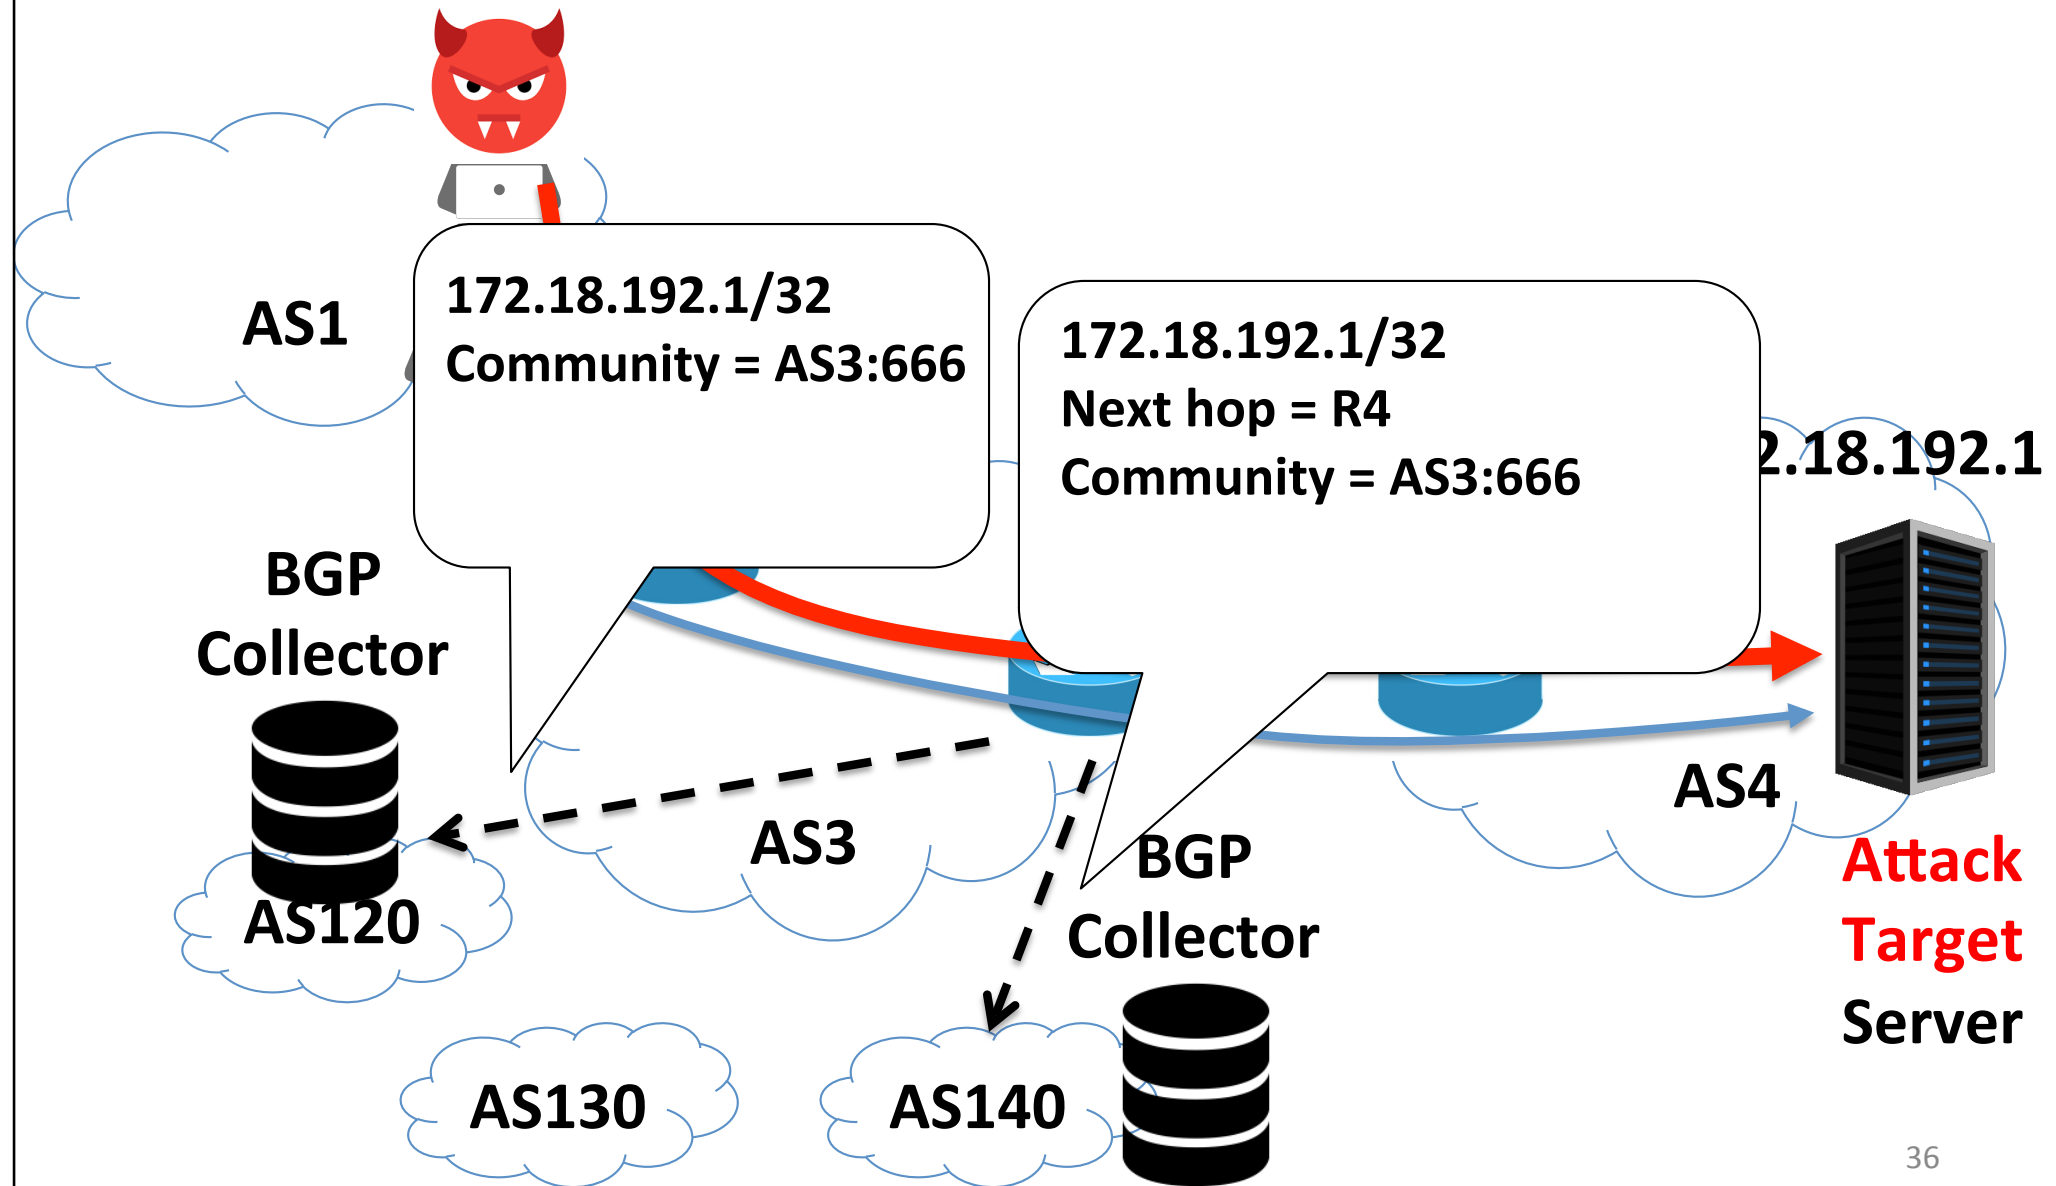 AS1
172.18.192.1/32
Community = AS3:666
172.18.192.1/32
Next hop = R4
Community = AS3:666
2.18.192.1
BGP
Collector
AS120
AS3
AS4
BGP
Collector
Attack
Target
Server
AS130
AS140
36